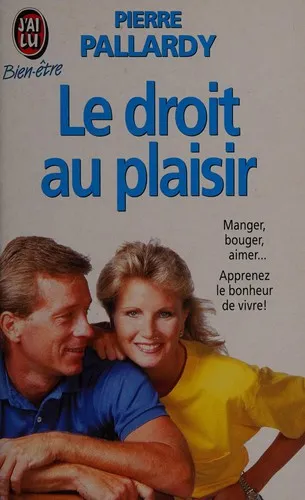 J'AI
LU
Bien-être
PIERRE
PALLARDY
Le droit
au plaisir
Manger,
bouger,
aimer...
Apprenez
le bonheur
de vivre!